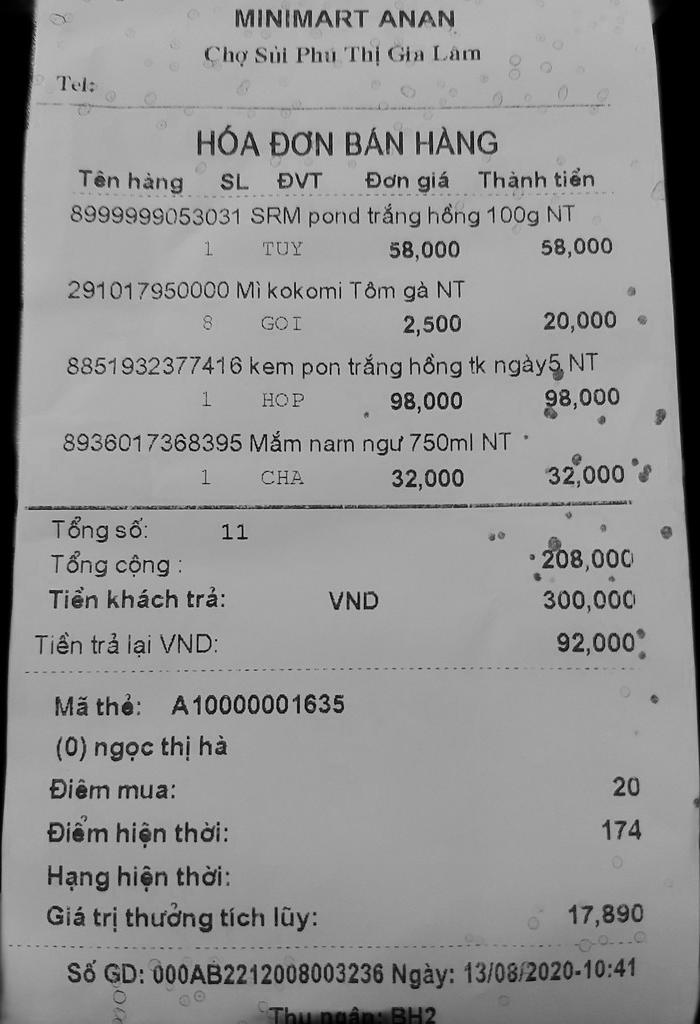 MINIMART ANAN
Chợ Sủi Phú Thị Gia Lâm
Tel:
HÓA ĐƠN BÁN HÀNG
Tên hàng SL ĐVT Đơn giá Thành tiền
8999999053031 SRM pond trắng hồng 100g NT
1 TUY 58,000 58,000
291017950000 Mì kokomi Tôm gà NT
8 GOI 2,500 20,000
8851932377416 kem pon trắng hồng tk ngày5 NT
1 HOP 98,000 98,000
8936017368395 Mắm nam ngư 750ml NT
1 CHA 32,000 32,000
Tổng số: 11
Tổng cộng : 208,000
Tiền khách trả: VND 300,000
Tiền trả lại VND: 92,000
Mã thẻ: A10000001635
(0) ngọc thị hà
Điểm mua: 20
Điểm hiện thời: 174
Hạng hiện thời:
Giá trị thưởng tích lũy: 17,890
Số GD: 000AB2212008003236 Ngày: 13/08/2020-10:41
Thu ngân: BH2